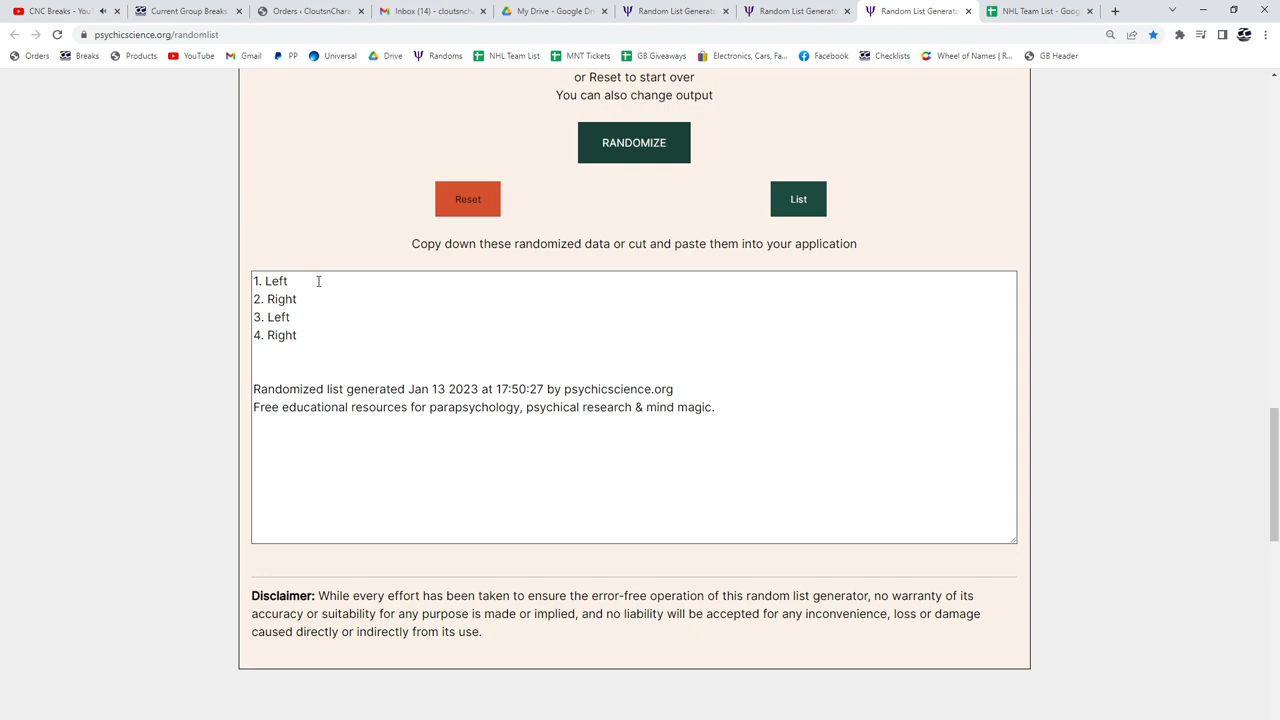 CNC Breaks - YouT
Current Group Breaks
Orders ‹ CloutsnChara
Inbox (14) - cloutsnch
My Drive - Google Dri
Random List Generato
Random List Generato
Random List Generato
NHL Team List - Goog
psychicscience.org/randomlist
Orders
Breaks
Products
YouTube
Gmail
PP
Universal
Drive
Randoms
NHL Team List
MNT Tickets
GB Giveaways
Electronics, Cars, Fa...
Facebook
Checklists
Wheel of Names | R...
GB Header
or Reset to start over
You can also change output
RANDOMIZE
Reset
List
Copy down these randomized data or cut and paste them into your application
1. Left
2. Right
3. Left
4. Right
Randomized list generated Jan 13 2023 at 17:50:27 by psychicscience.org
Free educational resources for parapsychology, psychical research & mind magic.
Disclaimer: While every effort has been taken to ensure the error-free operation of this random list generator, no warranty of its
accuracy or suitability for any purpose is made or implied, and no liability will be accepted for any inconvenience, loss or damage
caused directly or indirectly from its use.